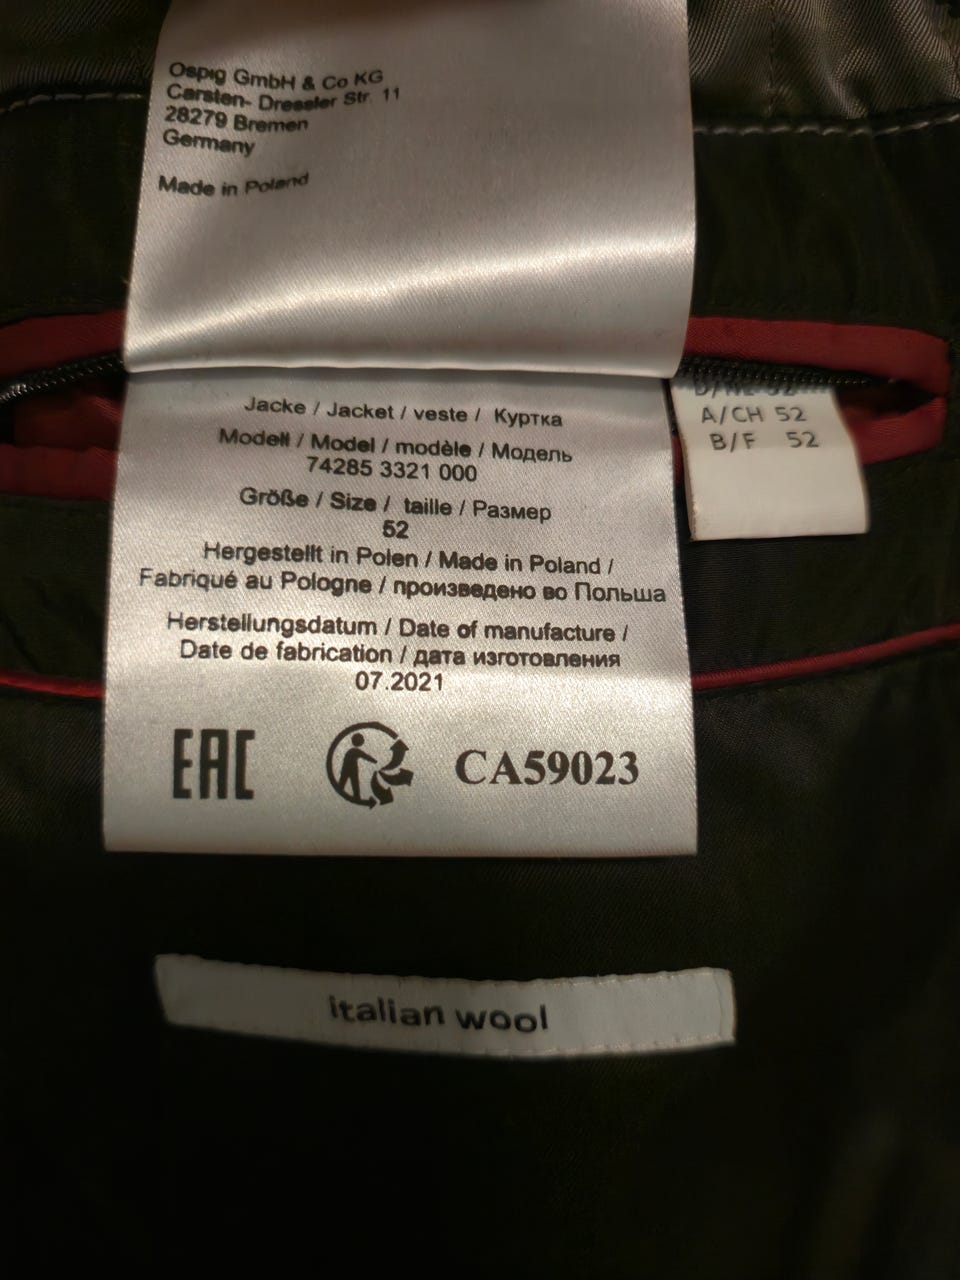 Ospig GmbH & Co KG
Carsten- Dressler Str. 11
28279 Bremen
Germany
Made in Poland
Jacke / Jacket / veste / Куртка
Modell / Model / modèle / Модель
74285 3321 000
Größe / Size / taille / Размер
52
Hergestellt in Polen / Made in Poland /
Fabriqué au Pologne / произведено во Польша
Herstellungsdatum / Date of manufacture /
Date de fabrication / дата изготовления
07.2021
EAC
CA59023
D/NL 52
A/CH 52
B/F 52
italian wool